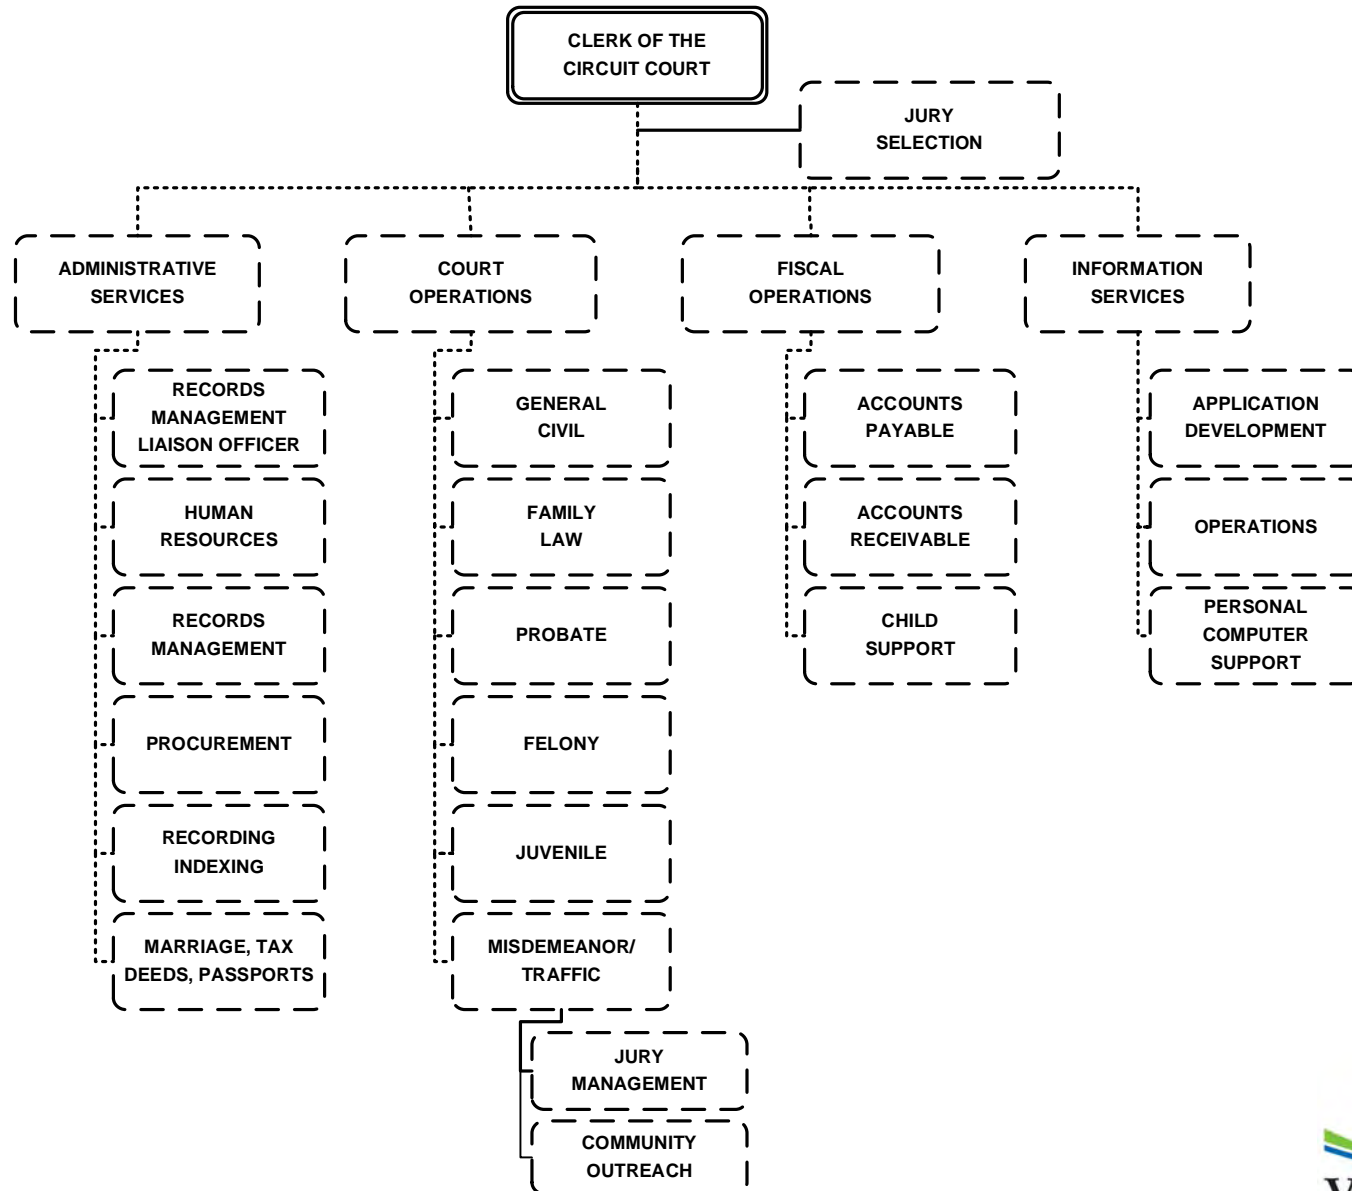 CLERK OF THE
CIRCUIT COURT
JURY
SELECTION
ADMINISTRATIVE
SERVICES
COURT
OPERATIONS
FISCAL
OPERATIONS
INFORMATION
SERVICES
RECORDS
MANAGEMENT
LIAISON OFFICER
HUMAN
RESOURCES
RECORDS
MANAGEMENT
PROCUREMENT
RECORDING
INDEXING
MARRIAGE, TAX
DEEDS, PASSPORTS
GENERAL
CIVIL
FAMILY
LAW
PROBATE
FELONY
JUVENILE
MISDEMEANOR/
TRAFFIC
JURY
MANAGEMENT
COMMUNITY
OUTREACH
ACCOUNTS
PAYABLE
ACCOUNTS
RECEIVABLE
CHILD
SUPPORT
APPLICATION
DEVELOPMENT
OPERATIONS
PERSONAL
COMPUTER
SUPPORT